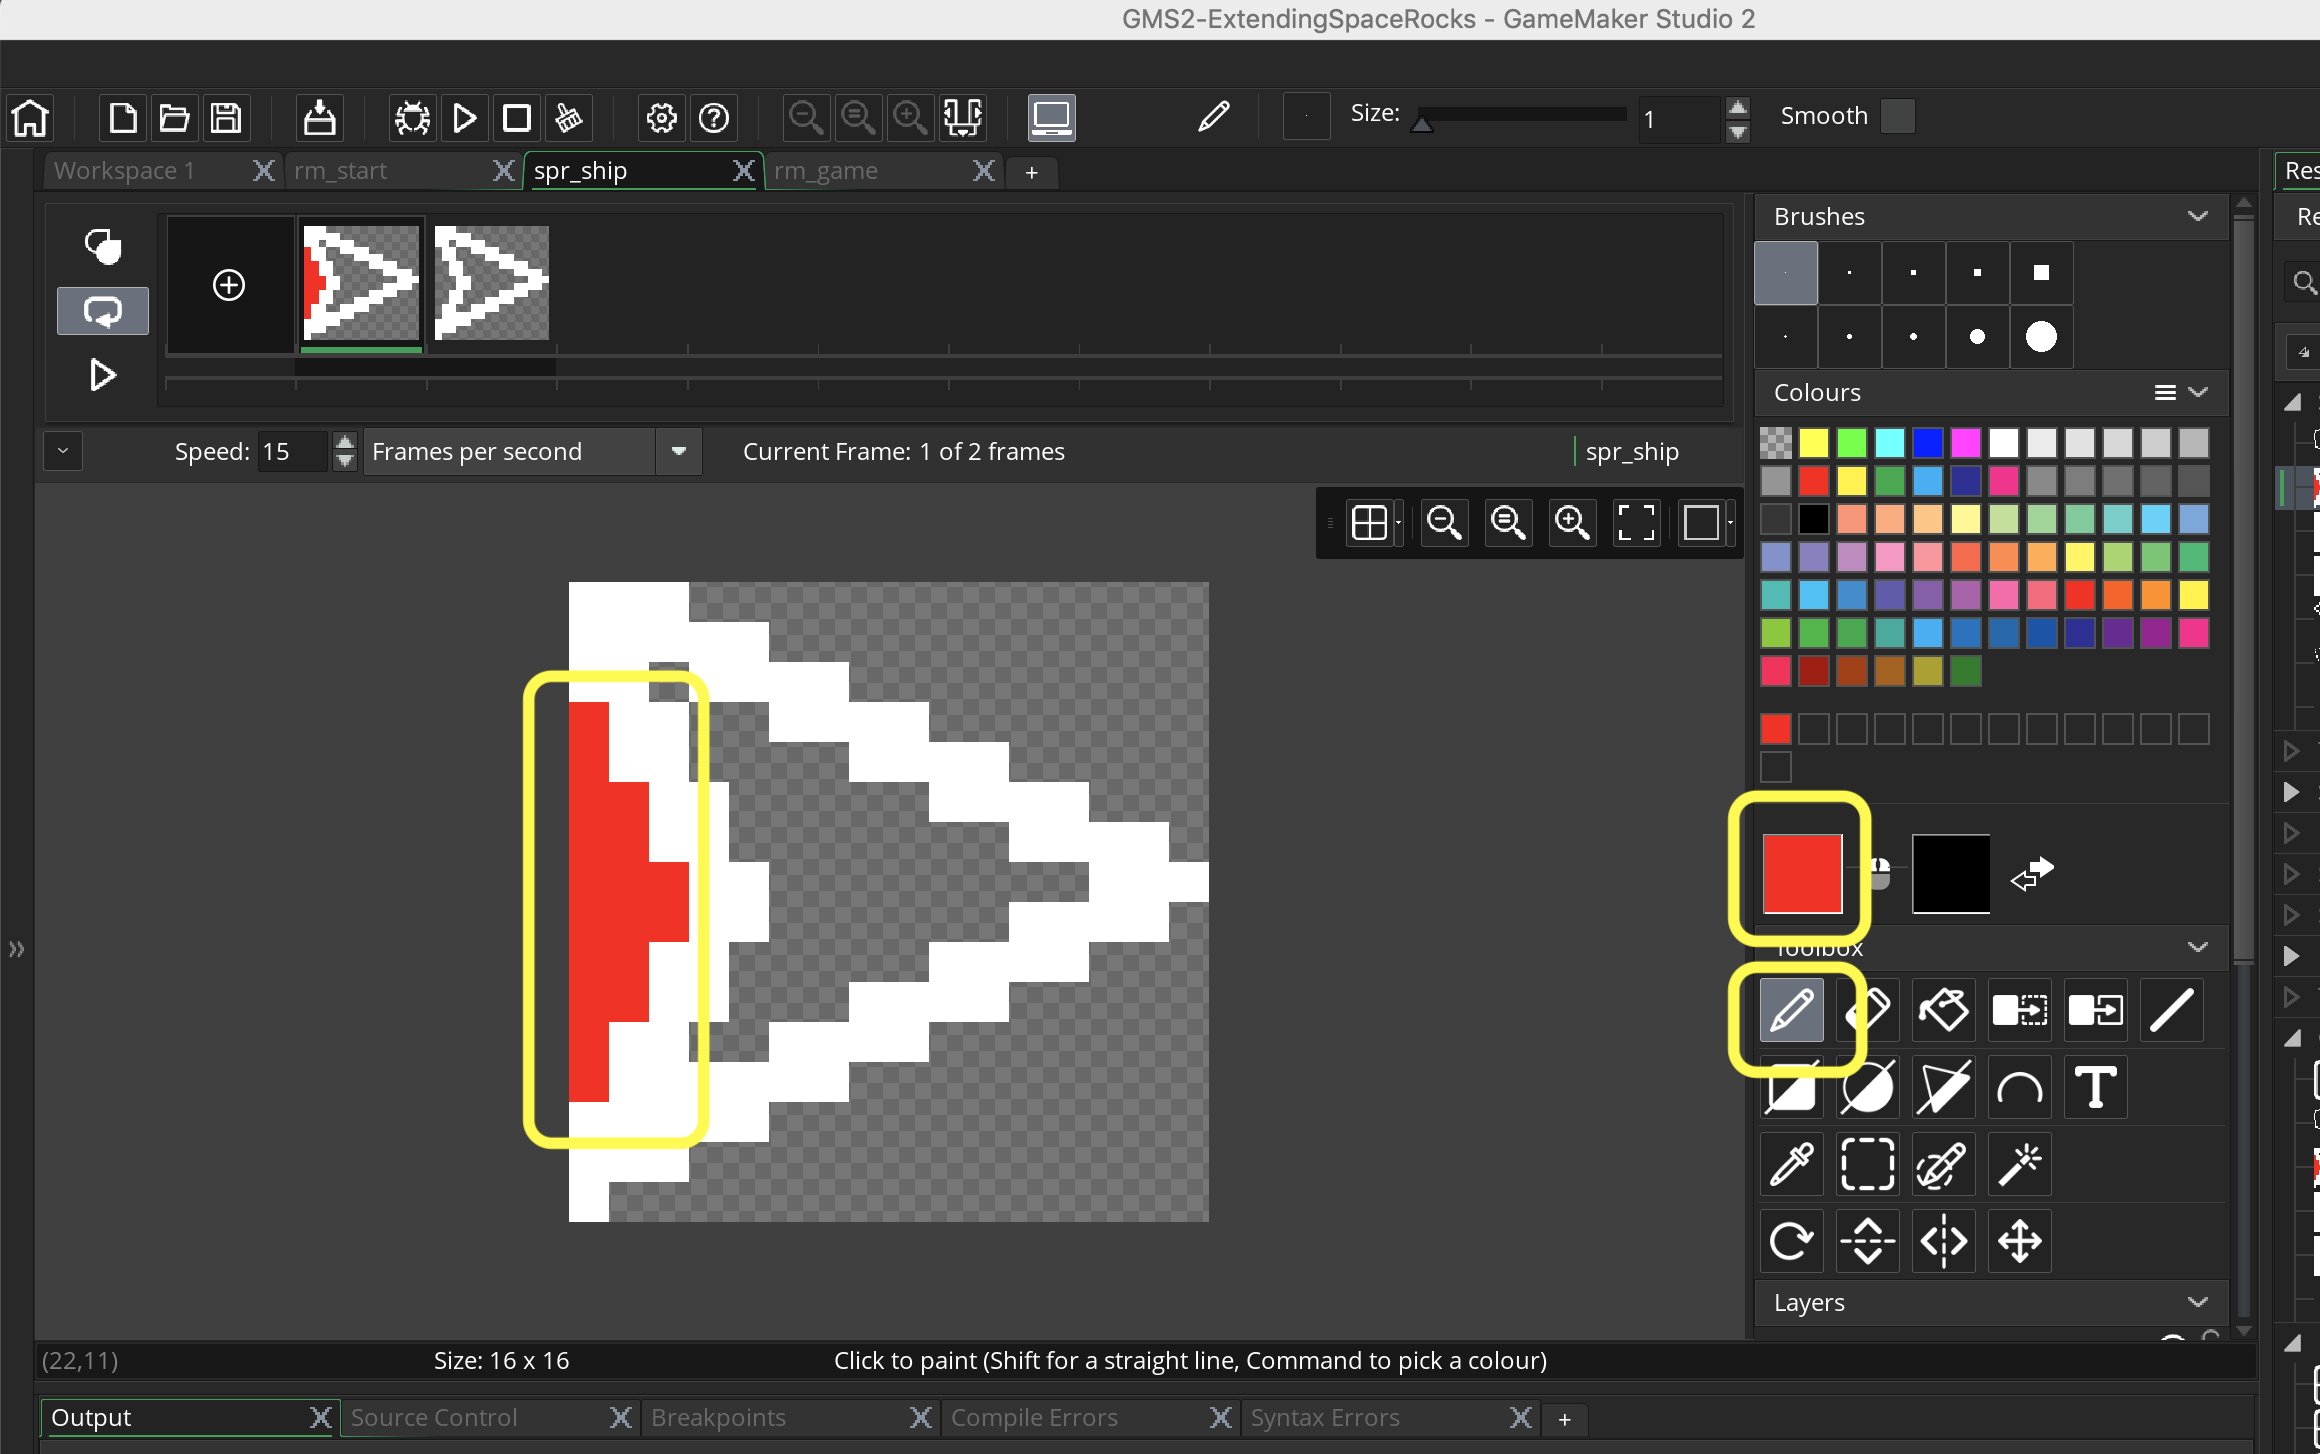 GMS2-ExtendingSpaceRocks - GameMaker Studio 2
Size: 1 Smooth
Workspace 1 rm_start spr_ship rm_game +
Res
Brushes
Re
Colours
Speed: 15 Frames per second Current Frame: 1 of 2 frames spr_ship
Toolbox
T
Layers
(22,11) Size: 16 x 16 Click to paint (Shift for a straight line, Command to pick a colour)
Output Source Control Breakpoints Compile Errors Syntax Errors +